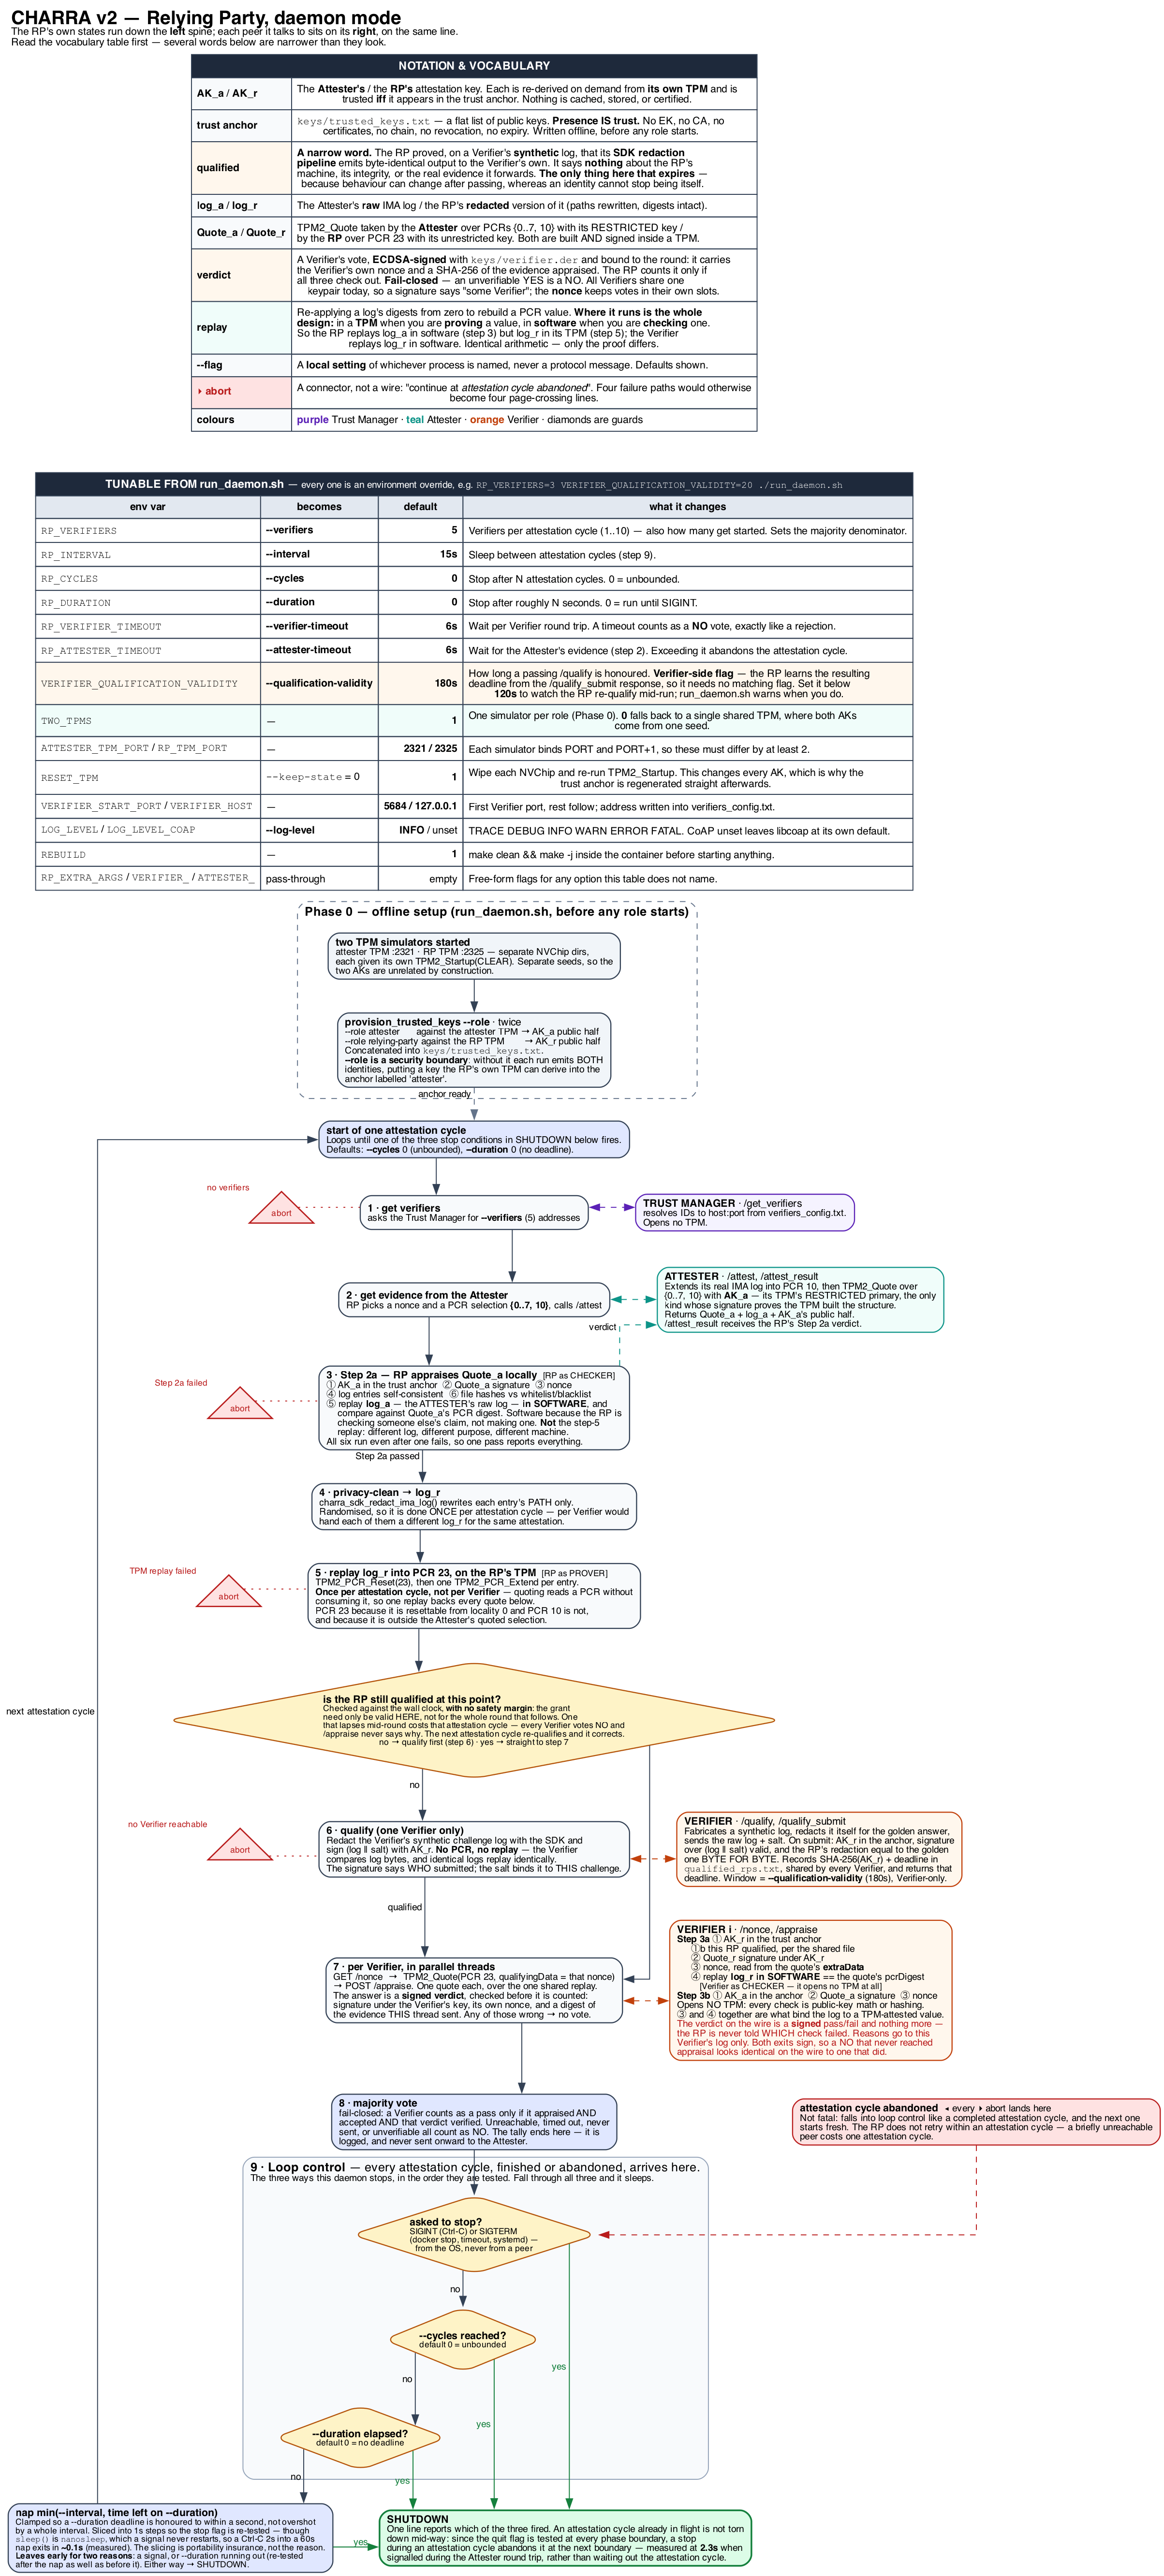 CHARRA v2 — Relying Party, daemon mode
The RP's own states run down the left spine; each peer it talks to sits on its right, on the same line.
Read the vocabulary table first — several words below are narrower than they look.
NOTATION & VOCABULARY
AK_a / AK_r
The Attester's / the RP's attestation key. Each is re-derived on demand from its own TPM and is
trusted iff it appears in the trust anchor. Nothing is cached, stored, or certified.
trust anchor
keys/trusted_keys.txt — a flat list of public keys. Presence IS trust. No EK, no CA, no
certificates, no chain, no revocation, no expiry. Written offline, before any role starts.
qualified
A narrow word. The RP proved, on a Verifier's synthetic log, that its SDK redaction
pipeline emits byte-identical output to the Verifier's own. It says nothing about the RP's
machine, its integrity, or the real evidence it forwards. The only thing here that expires —
because behaviour can change after passing, whereas an identity cannot stop being itself.
log_a / log_r
The Attester's raw IMA log / the RP's redacted version of it (paths rewritten, digests intact).
Quote_a / Quote_r
TPM2_Quote taken by the Attester over PCRs {0..7, 10} with its RESTRICTED key /
by the RP over PCR 23 with its unrestricted key. Both are built AND signed inside a TPM.
verdict
A Verifier's vote, ECDSA-signed with keys/verifier.der and bound to the round: it carries
the Verifier's own nonce and a SHA-256 of the evidence appraised. The RP counts it only if
all three check out. Fail-closed — an unverifiable YES is a NO. All Verifiers share one
keypair today, so a signature says "some Verifier"; the nonce keeps votes in their own slots.
replay
Re-applying a log's digests from zero to rebuild a PCR value. Where it runs is the whole
design: in a TPM when you are proving a value, in software when you are checking one.
So the RP replays log_a in software (step 3) but log_r in its TPM (step 5); the Verifier
replays log_r in software. Identical arithmetic — only the proof differs.
--flag
A local setting of whichever process is named, never a protocol message. Defaults shown.
▸ abort
A connector, not a wire: "continue at attestation cycle abandoned". Four failure paths would otherwise
become four page-crossing lines.
colours
purple Trust Manager · teal Attester · orange Verifier · diamonds are guards
TUNABLE FROM run_daemon.sh — every one is an environment override, e.g. RP_VERIFIERS=3 VERIFIER_QUALIFICATION_VALIDITY=20 ./run_daemon.sh
env var becomes default what it changes
RP_VERIFIERS --verifiers 5 Verifiers per attestation cycle (1..10) — also how many get started. Sets the majority denominator.
RP_INTERVAL --interval 15s Sleep between attestation cycles (step 9).
RP_CYCLES --cycles 0 Stop after N attestation cycles. 0 = unbounded.
RP_DURATION --duration 0 Stop after roughly N seconds. 0 = run until SIGINT.
RP_VERIFIER_TIMEOUT --verifier-timeout 6s Wait per Verifier round trip. A timeout counts as a NO vote, exactly like a rejection.
RP_ATTESTER_TIMEOUT --attester-timeout 6s Wait for the Attester's evidence (step 2). Exceeding it abandons the attestation cycle.
VERIFIER_QUALIFICATION_VALIDITY --qualification-validity 180s
How long a passing /qualify is honoured. Verifier-side flag — the RP learns the resulting
deadline from the /qualify_submit response, so it needs no matching flag. Set it below
120s to watch the RP re-qualify mid-run; run_daemon.sh warns when you do.
TWO_TPMS — 1
One simulator per role (Phase 0). 0 falls back to a single shared TPM, where both AKs
come from one seed.
ATTESTER_TPM_PORT / RP_TPM_PORT — 2321 / 2325 Each simulator binds PORT and PORT+1, so these must differ by at least 2.
RESET_TPM --keep-state = 0 1
Wipe each NVChip and re-run TPM2_Startup. This changes every AK, which is why the
trust anchor is regenerated straight afterwards.
VERIFIER_START_PORT / VERIFIER_HOST — 5684 / 127.0.0.1 First Verifier port, rest follow; address written into verifiers_config.txt.
LOG_LEVEL / LOG_LEVEL_COAP --log-level INFO / unset TRACE DEBUG INFO WARN ERROR FATAL. CoAP unset leaves libcoap at its own default.
REBUILD — 1 make clean && make -j inside the container before starting anything.
RP_EXTRA_ARGS / VERIFIER_ / ATTESTER_ pass-through empty Free-form flags for any option this table does not name.
Phase 0 — offline setup (run_daemon.sh, before any role starts)
two TPM simulators started
attester TPM :2321 · RP TPM :2325 — separate NVChip dirs,
each given its own TPM2_Startup(CLEAR). Separate seeds, so the
two AKs are unrelated by construction.
provision_trusted_keys --role · twice
--role attester against the attester TPM → AK_a public half
--role relying-party against the RP TPM → AK_r public half
Concatenated into keys/trusted_keys.txt.
--role is a security boundary: without it each run emits BOTH
identities, putting a key the RP's own TPM can derive into the
anchor labelled 'attester'.
anchor ready
start of one attestation cycle
Loops until one of the three stop conditions in SHUTDOWN below fires.
Defaults: --cycles 0 (unbounded), --duration 0 (no deadline).
no verifiers
abort
1 · get verifiers
asks the Trust Manager for --verifiers (5) addresses
TRUST MANAGER · /get_verifiers
resolves IDs to host:port from verifiers_config.txt.
Opens no TPM.
2 · get evidence from the Attester
RP picks a nonce and a PCR selection {0..7, 10}, calls /attest
ATTESTER · /attest, /attest_result
Extends its real IMA log into PCR 10, then TPM2_Quote over
{0..7, 10} with AK_a — its TPM's RESTRICTED primary, the only
kind whose signature proves the TPM built the structure.
Returns Quote_a + log_a + AK_a's public half.
/attest_result receives the RP's Step 2a verdict.
verdict
Step 2a failed
abort
3 · Step 2a — RP appraises Quote_a locally [RP as CHECKER]
① AK_a in the trust anchor ② Quote_a signature ③ nonce
④ log entries self-consistent ⑥ file hashes vs whitelist/blacklist
⑤ replay log_a — the ATTESTER's raw log — in SOFTWARE, and
compare against Quote_a's PCR digest. Software because the RP is
checking someone else's claim, not making one. Not the step-5
replay: different log, different purpose, different machine.
All six run even after one fails, so one pass reports everything.
Step 2a passed
4 · privacy-clean → log_r
charra_sdk_redact_ima_log() rewrites each entry's PATH only.
Randomised, so it is done ONCE per attestation cycle — per Verifier would
hand each of them a different log_r for the same attestation.
TPM replay failed
abort
5 · replay log_r into PCR 23, on the RP's TPM [RP as PROVER]
TPM2_PCR_Reset(23), then one TPM2_PCR_Extend per entry.
Once per attestation cycle, not per Verifier — quoting reads a PCR without
consuming it, so one replay backs every quote below.
PCR 23 because it is resettable from locality 0 and PCR 10 is not,
and because it is outside the Attester's quoted selection.
is the RP still qualified at this point?
Checked against the wall clock, with no safety margin: the grant
need only be valid HERE, not for the whole round that follows. One
that lapses mid-round costs that attestation cycle — every Verifier votes NO and
/appraise never says why. The next attestation cycle re-qualifies and it corrects.
no → qualify first (step 6) · yes → straight to step 7
next attestation cycle
no
no Verifier reachable
abort
6 · qualify (one Verifier only)
Redact the Verifier's synthetic challenge log with the SDK and
sign (log ‖ salt) with AK_r. No PCR, no replay — the Verifier
compares log bytes, and identical logs replay identically.
The signature says WHO submitted; the salt binds it to THIS challenge.
VERIFIER · /qualify, /qualify_submit
Fabricates a synthetic log, redacts it itself for the golden answer,
sends the raw log + salt. On submit: AK_r in the anchor, signature
over (log ‖ salt) valid, and the RP's redaction equal to the golden
one BYTE FOR BYTE. Records SHA-256(AK_r) + deadline in
qualified_rps.txt, shared by every Verifier, and returns that
deadline. Window = --qualification-validity (180s), Verifier-only.
qualified
7 · per Verifier, in parallel threads
GET /nonce → TPM2_Quote(PCR 23, qualifyingData = that nonce)
→ POST /appraise. One quote each, over the one shared replay.
The answer is a signed verdict, checked before it is counted:
signature under the Verifier's key, its own nonce, and a digest of
the evidence THIS thread sent. Any of those wrong → no vote.
VERIFIER i · /nonce, /appraise
Step 3a ① AK_r in the trust anchor
①b this RP qualified, per the shared file
② Quote_r signature under AK_r
③ nonce, read from the quote's extraData
④ replay log_r in SOFTWARE == the quote's pcrDigest
[Verifier as CHECKER — it opens no TPM at all]
Step 3b ① AK_a in the anchor ② Quote_a signature ③ nonce
Opens NO TPM: every check is public-key math or hashing.
③ and ④ together are what bind the log to a TPM-attested value.
The verdict on the wire is a signed pass/fail and nothing more —
the RP is never told WHICH check failed. Reasons go to this
Verifier's log only. Both exits sign, so a NO that never reached
appraisal looks identical on the wire to one that did.
8 · majority vote
fail-closed: a Verifier counts as a pass only if it appraised AND
accepted AND that verdict verified. Unreachable, timed out, never
sent, or unverifiable all count as NO. The tally ends here — it is
logged, and never sent onward to the Attester.
attestation cycle abandoned ◂ every ▸ abort lands here
Not fatal: falls into loop control like a completed attestation cycle, and the next one
starts fresh. The RP does not retry within an attestation cycle — a briefly unreachable
peer costs one attestation cycle.
9 · Loop control — every attestation cycle, finished or abandoned, arrives here.
The three ways this daemon stops, in the order they are tested. Fall through all three and it sleeps.
asked to stop?
SIGINT (Ctrl-C) or SIGTERM
(docker stop, timeout, systemd) —
from the OS, never from a peer
no
--cycles reached?
default 0 = unbounded
yes
no
yes
--duration elapsed?
default 0 = no deadline
no
yes
nap min(--interval, time left on --duration)
Clamped so a --duration deadline is honoured to within a second, not overshot
by a whole interval. Sliced into 1s steps so the stop flag is re-tested — though
sleep() is nanosleep, which a signal never restarts, so a Ctrl-C 2s into a 60s
nap exits in ~0.1s (measured). The slicing is portability insurance, not the reason.
Leaves early for two reasons: a signal, or --duration running out (re-tested
after the nap as well as before it). Either way → SHUTDOWN.
yes
SHUTDOWN
One line reports which of the three fired. An attestation cycle already in flight is not torn
down mid-way: since the quit flag is tested at every phase boundary, a stop
during an attestation cycle abandons it at the next boundary — measured at 2.3s when
signalled during the Attester round trip, rather than waiting out the attestation cycle.